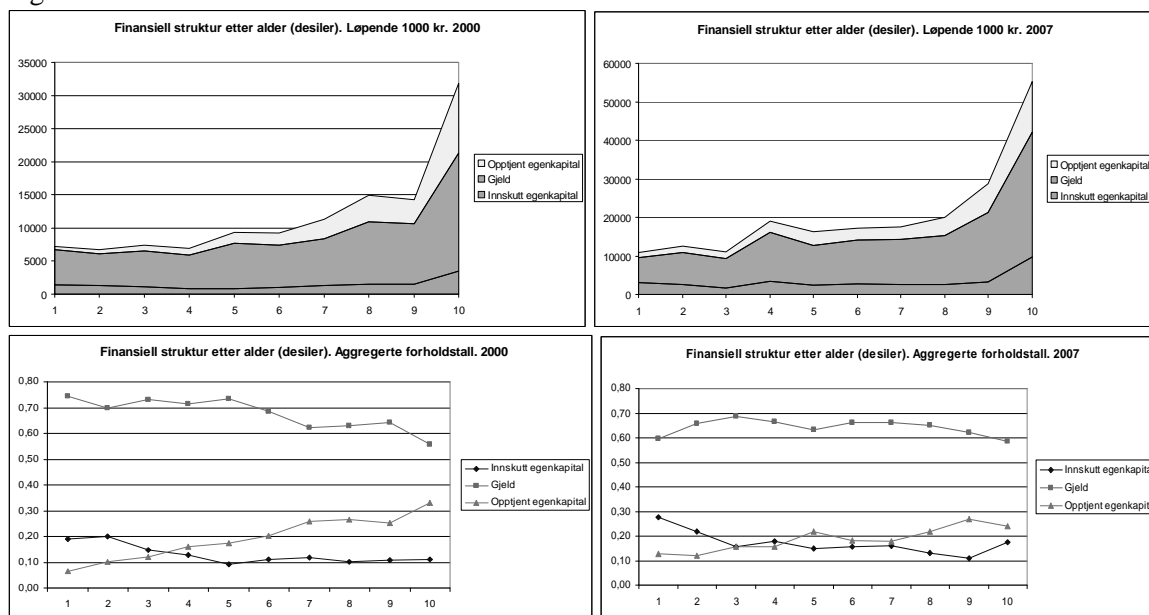 Finansiell struktur etter alder (desiler). Løpende 1000 kr. 2000
35000
30000
25000
20000
15000
10000
5000
0
1 2 3 4 5 6 7 8 9 10
Opptjent egenkapital
Gjeld
Innskutt egenkapital
Finansiell struktur etter alder (desiler). Løpende 1000 kr. 2007
60000
50000
40000
30000
20000
10000
0
1 2 3 4 5 6 7 8 9 10
Opptjent egenkapital
Gjeld
Innskutt egenkapital
Finansiell struktur etter alder (desiler). Aggregerte forholdstall. 2000
0,80
0,70
0,60
0,50
0,40
0,30
0,20
0,10
0,00
1 2 3 4 5 6 7 8 9 10
Innskutt egenkapital
Gjeld
Opptjent egenkapital
Finansiell struktur etter alder (desiler). Aggregerte forholdstall. 2007
0,80
0,70
0,60
0,50
0,40
0,30
0,20
0,10
0,00
1 2 3 4 5 6 7 8 9 10
Innskutt egenkapital
Gjeld
Opptjent egenkapital